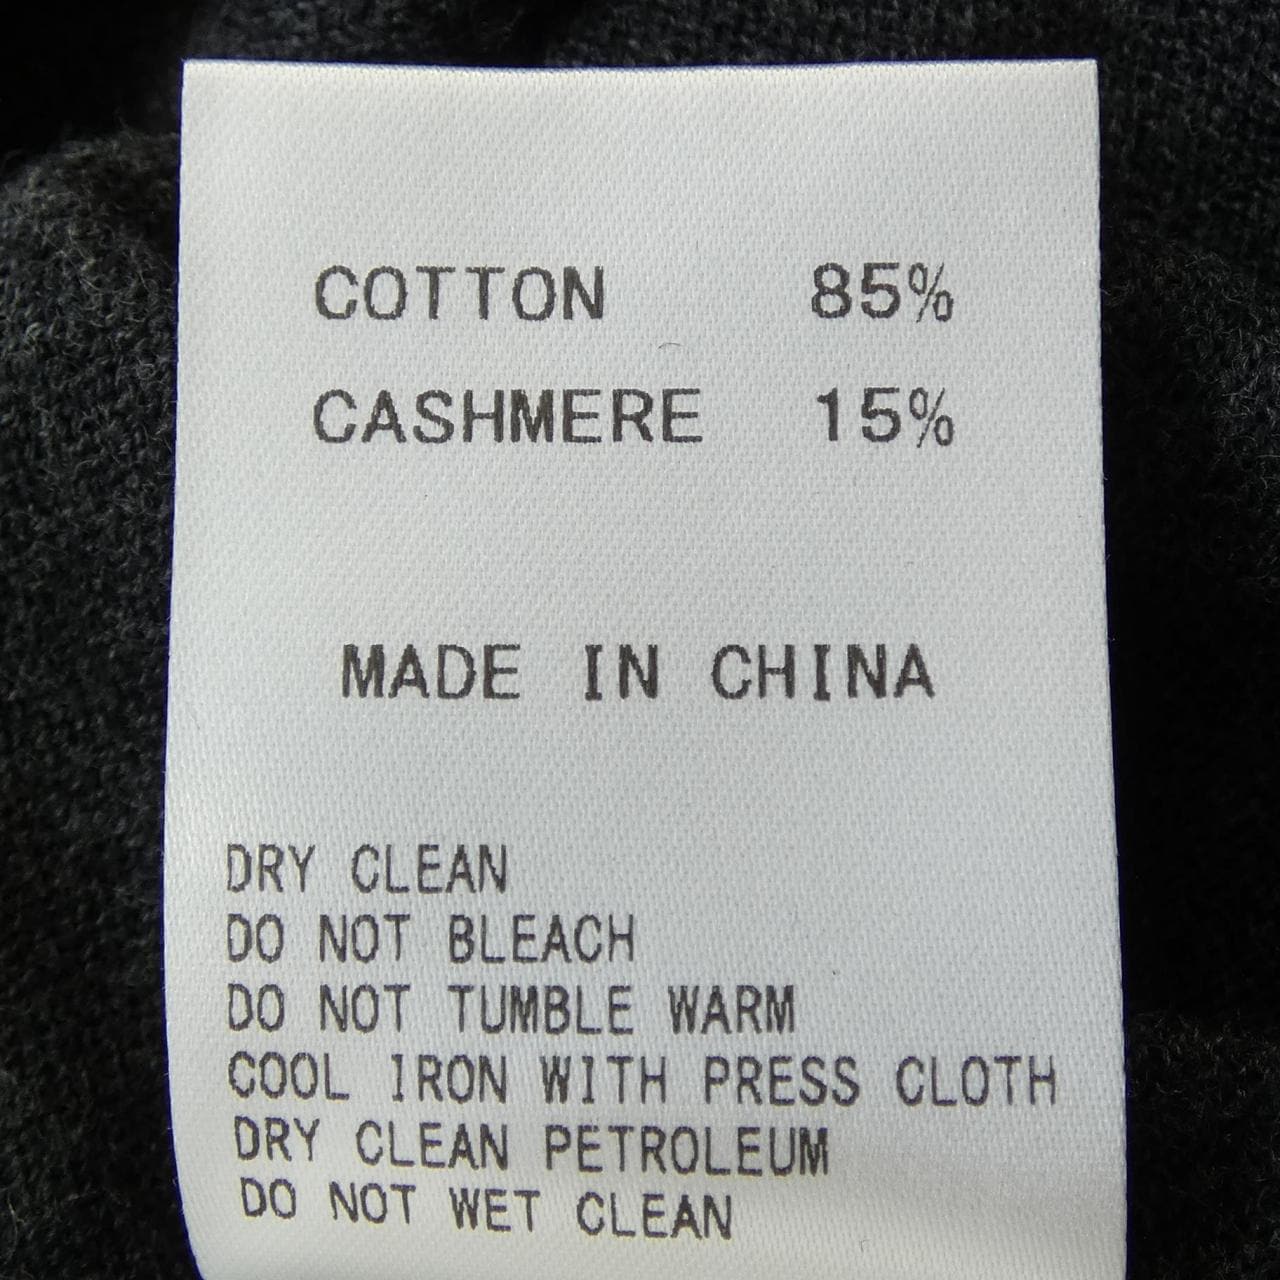 COTTON 85%
CASHMERE 15%
MADE IN CHINA
DRY CLEAN
DO NOT BLEACH
DO NOT TUMBLE WARM
COOL IRON WITH PRESS CLOTH
DRY CLEAN PETROLEUM
DO NOT WET CLEAN